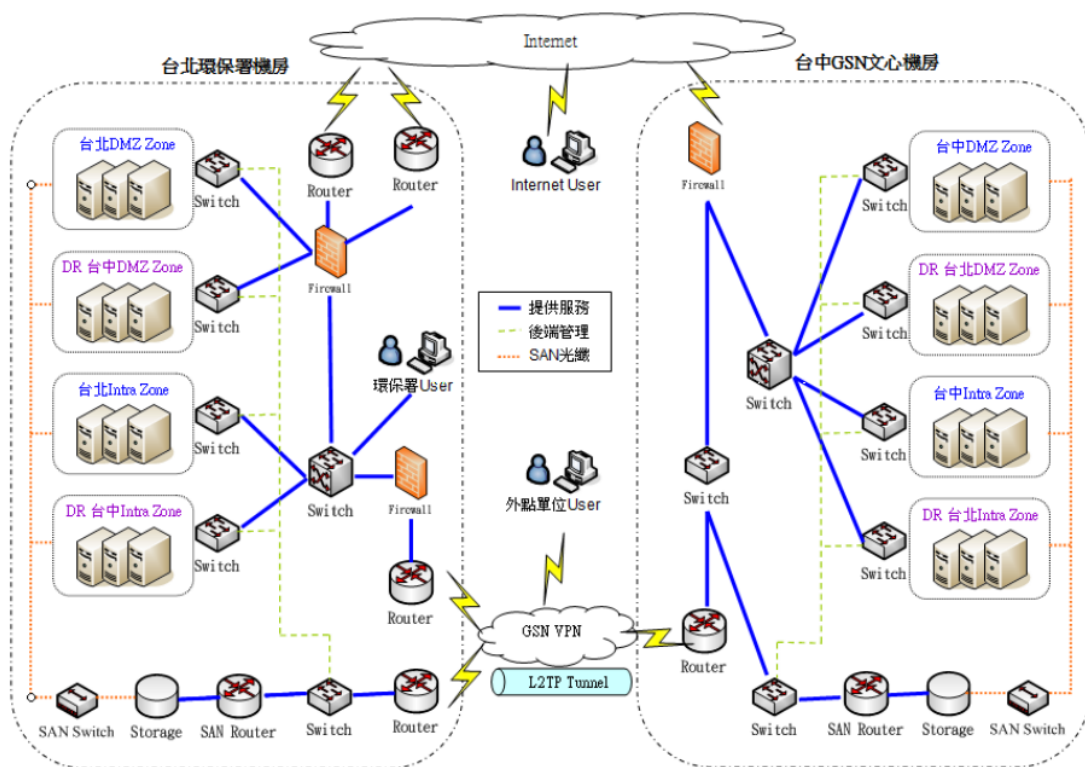 Internet
台北環保署機房
台中GSN文心機房
台北DMZ Zone
Switch
Router
Router
Internet User
Firewall
台中DMZ Zone
Switch
DR 台中DMZ Zone
Switch
Firewall
DR 台北DMZ Zone
Switch
提供服務
後端管理
SAN光纖
環保署User
台北Intra Zone
Switch
Switch
台中Intra Zone
Switch
DR 台中Intra Zone
Switch
Switch
Firewall
外點單位User
Switch
DR 台北Intra Zone
Switch
Router
GSN VPN
Router
L2TP Tunnel
SAN Switch
Storage
SAN Router
Switch
Router
Switch
SAN Router
Storage
SAN Switch